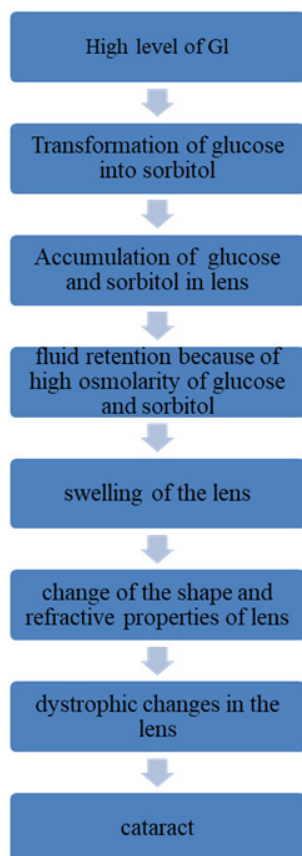 High level of Gl
Transformation of glucose
into sorbitol
Accumulation of glucose
and sorbitol in lens
fluid retention because of
high osmolarity of glucose
and sorbitol
swelling of the lens
change of the shape and
refractive properties of lens
dystrophic changes in the
lens
cataract